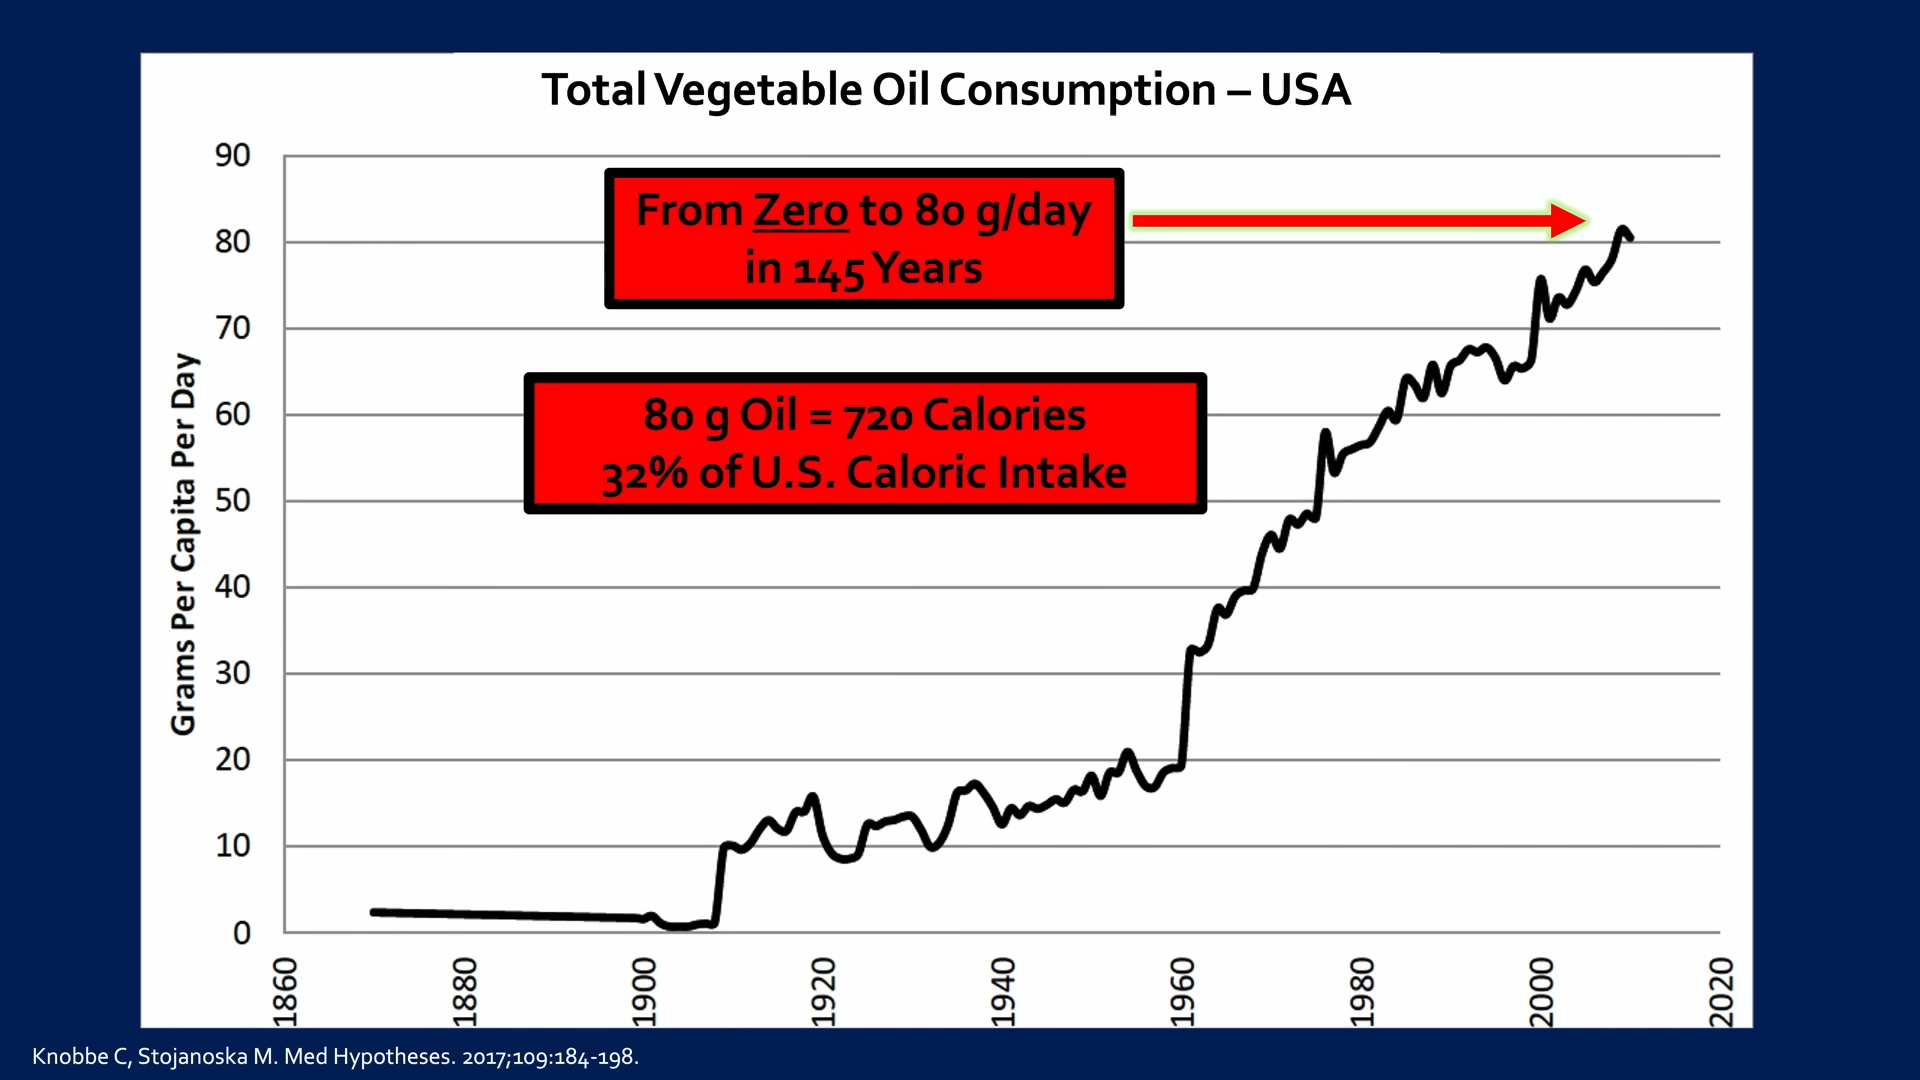 Total Vegetable Oil Consumption – USA
90
80
70
60
50
40
30
20
10
0
Grams Per Capita Per Day
From Zero to 80 g/day
in 145 Years
80 g Oil = 720 Calories
32% of U.S. Caloric Intake
1860
1880
1900
1920
1940
1960
1980
2000
2020
Knobbe C, Stojanoska M. Med Hypotheses. 2017;109:184-198.